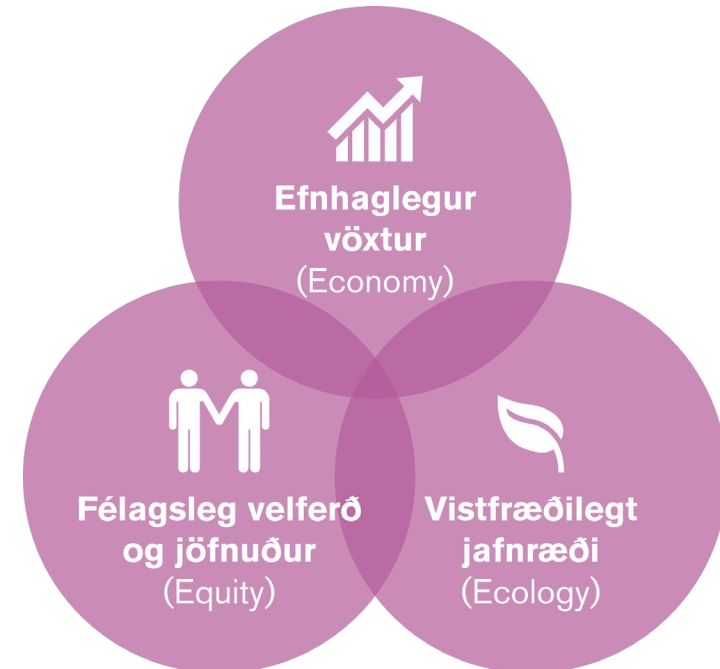 Efnhaglegur
vöxtur
(Economy)
Félagsleg velferð
og jöfnuður
(Equity)
Vistfræðilegt
jafnræði
(Ecology)